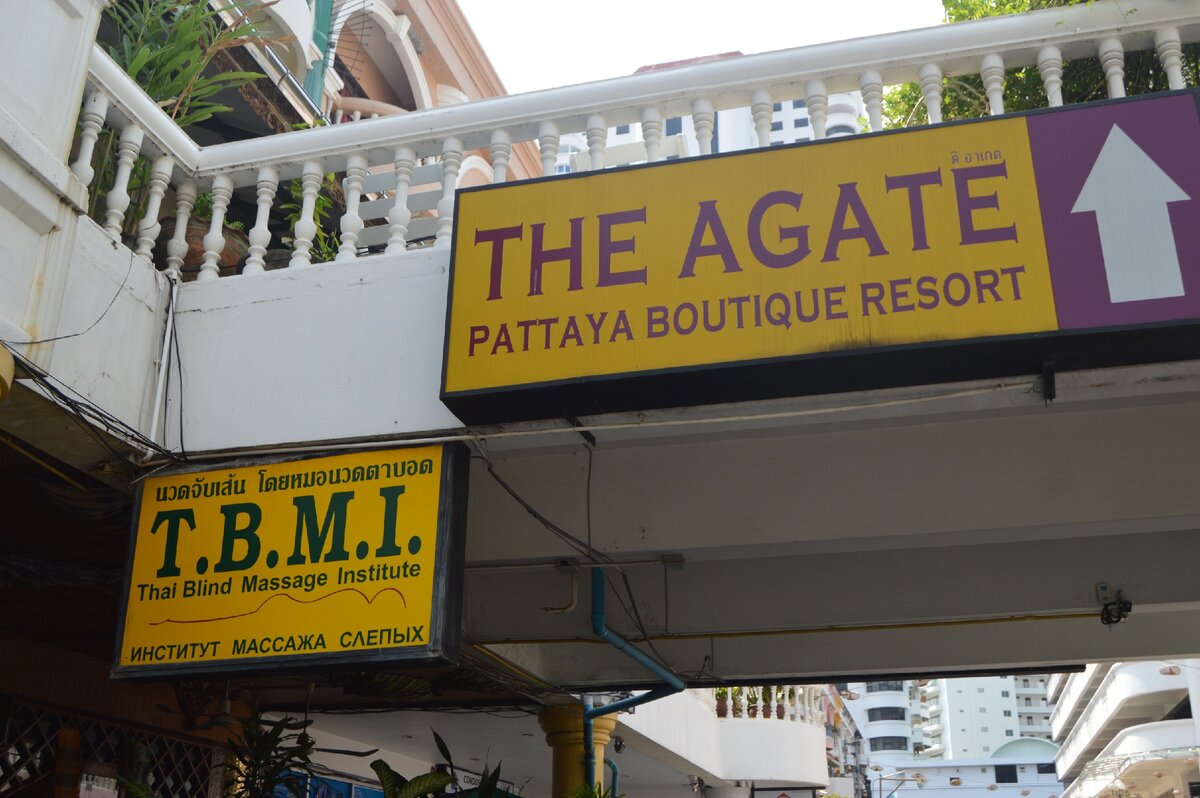 ดิ อาเกต
THE AGATE
PATTAYA BOUTIQUE RESORT
นวดจับเส้น โดยหมอนวดตาบอด
T.B.M.I.
Thai Blind Massage Institute
ИНСТИТУТ МАССАЖА СЛЕПЫХ